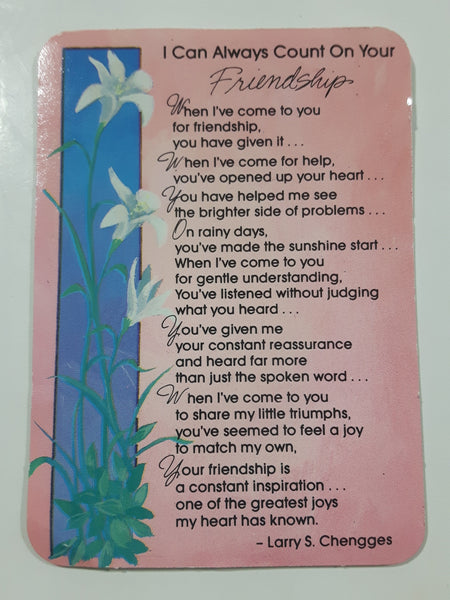 I Can Always Count On Your
Friendship
When I've come to you
for friendship,
you have given it . . .
When I've come for help,
you've opened up your heart . . .
You have helped me see
the brighter side of problems . . .
On rainy days,
you've made the sunshine start . . .
When I've come to you
for gentle understanding,
You've listened without judging
what you heard . . .
You've given me
your constant reassurance
and heard far more
than just the spoken word . . .
When I've come to you
to share my little triumphs,
you've seemed to feel a joy
to match my own,
Your friendship is
a constant inspiration . . .
one of the greatest joys
my heart has known.
– Larry S. Chengges